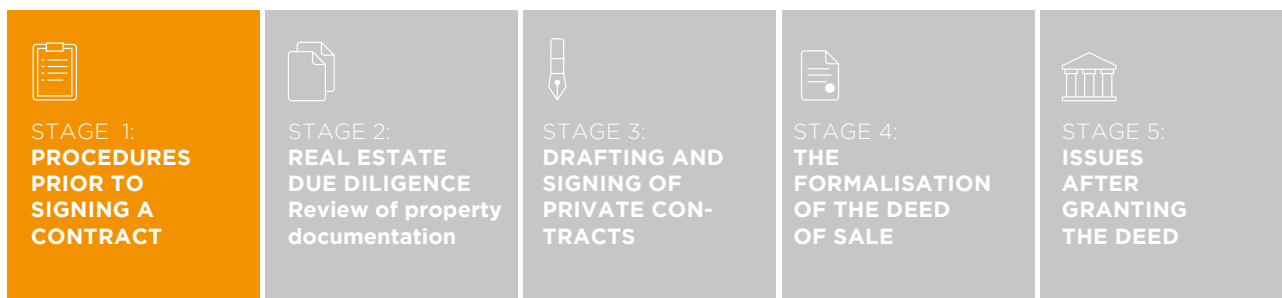 STAGE 1:
PROCEDURES
PRIOR TO
SIGNING A
CONTRACT
STAGE 2:
REAL ESTATE
DUE DILIGENCE
Review of property
documentation
STAGE 3:
DRAFTING AND
SIGNING OF
PRIVATE CON-
TRACTS
STAGE 4:
THE
FORMALISATION
OF THE DEED
OF SALE
STAGE 5:
ISSUES
AFTER
GRANTING
THE DEED